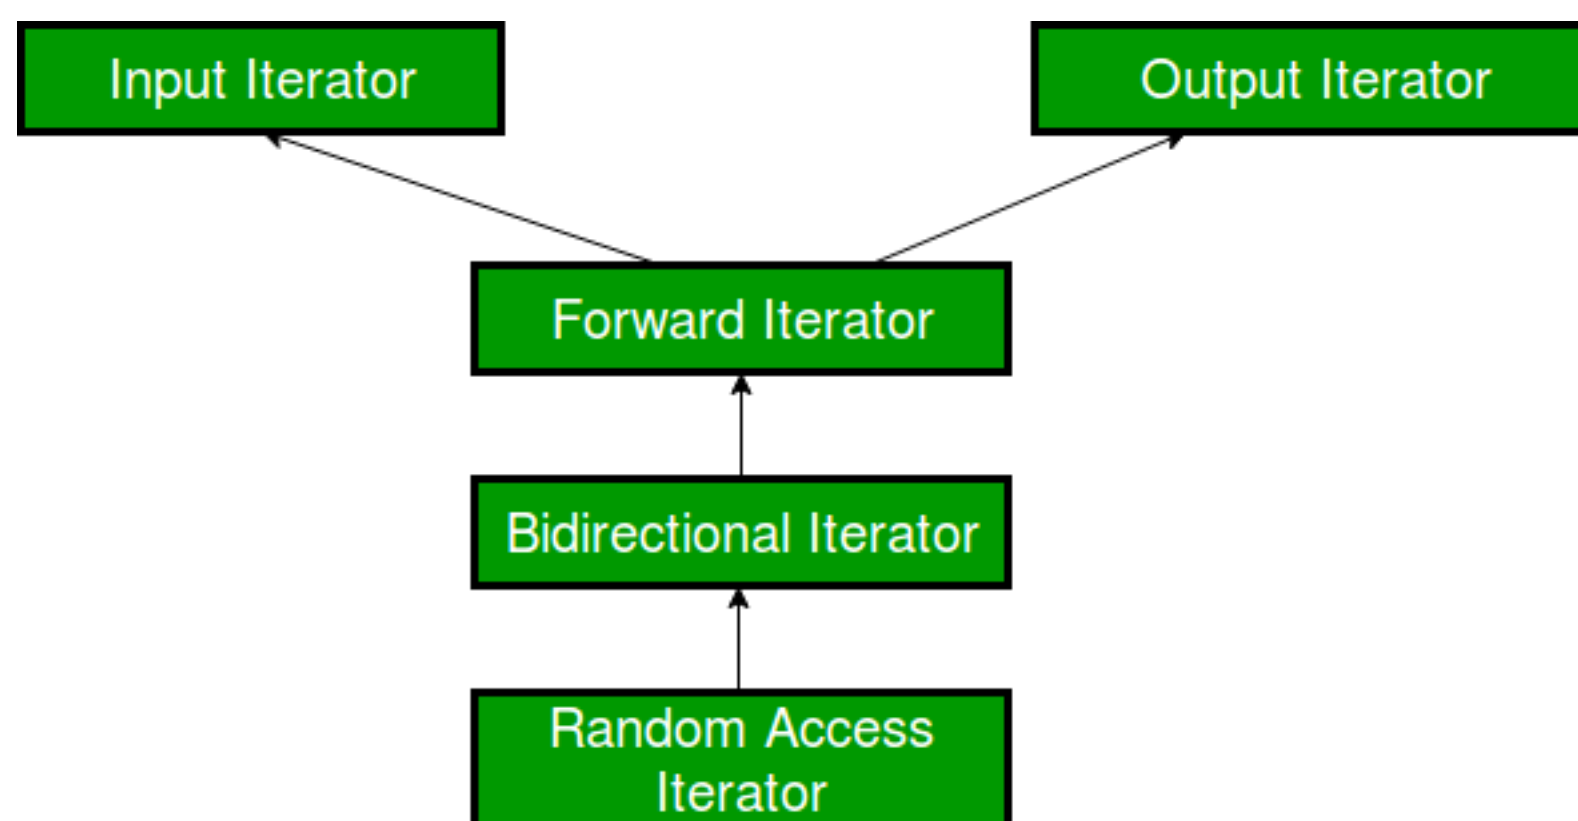 Input Iterator
Output Iterator
Forward Iterator
Bidirectional Iterator
Random Access
Iterator